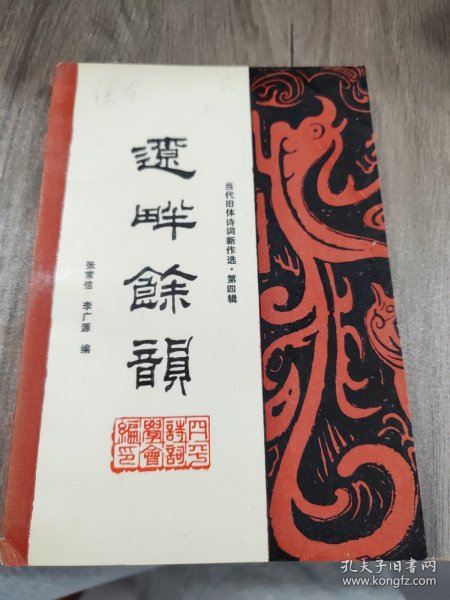 遼畔餘韻
当代旧体诗词新作选·第四辑
张常信 李广源 编
四平
詩詞
學會
編印
孔夫子旧书网
www.kongfz.com